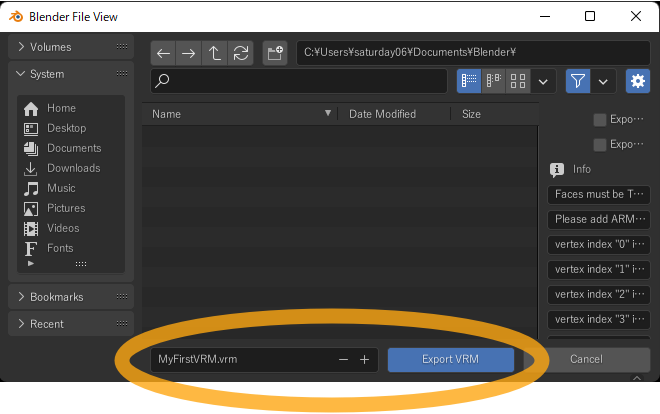 Blender File View
Volumes
System
Home
Desktop
Documents
Downloads
Music
Pictures
Videos
Fonts
Bookmarks
Recent
C:¥Users¥saturday06¥Documents¥Blender¥
Name Date Modified Size
Expo…
Expo…
Info
Faces must be T…
Please add ARM…
vertex index "0" i…
vertex index "1" i…
vertex index "2" i…
vertex index "3" i…
MyFirstVRM.vrm
Export VRM
Cancel